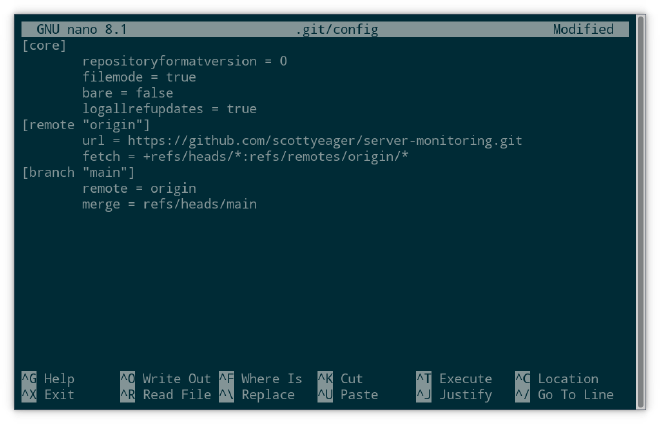 GNU nano 8.1 .git/config Modified
[core]
repositoryformatversion = 0
filemode = true
bare = false
logallrefupdates = true
[remote "origin"]
url = https://github.com/scottyeager/server-monitoring.git
fetch = +refs/heads/*:refs/remotes/origin/*
[branch "main"]
remote = origin
merge = refs/heads/main
^G Help ^O Write Out ^F Where Is ^K Cut ^T Execute ^C Location
^X Exit ^R Read File ^\ Replace ^U Paste ^J Justify ^/ Go To Line